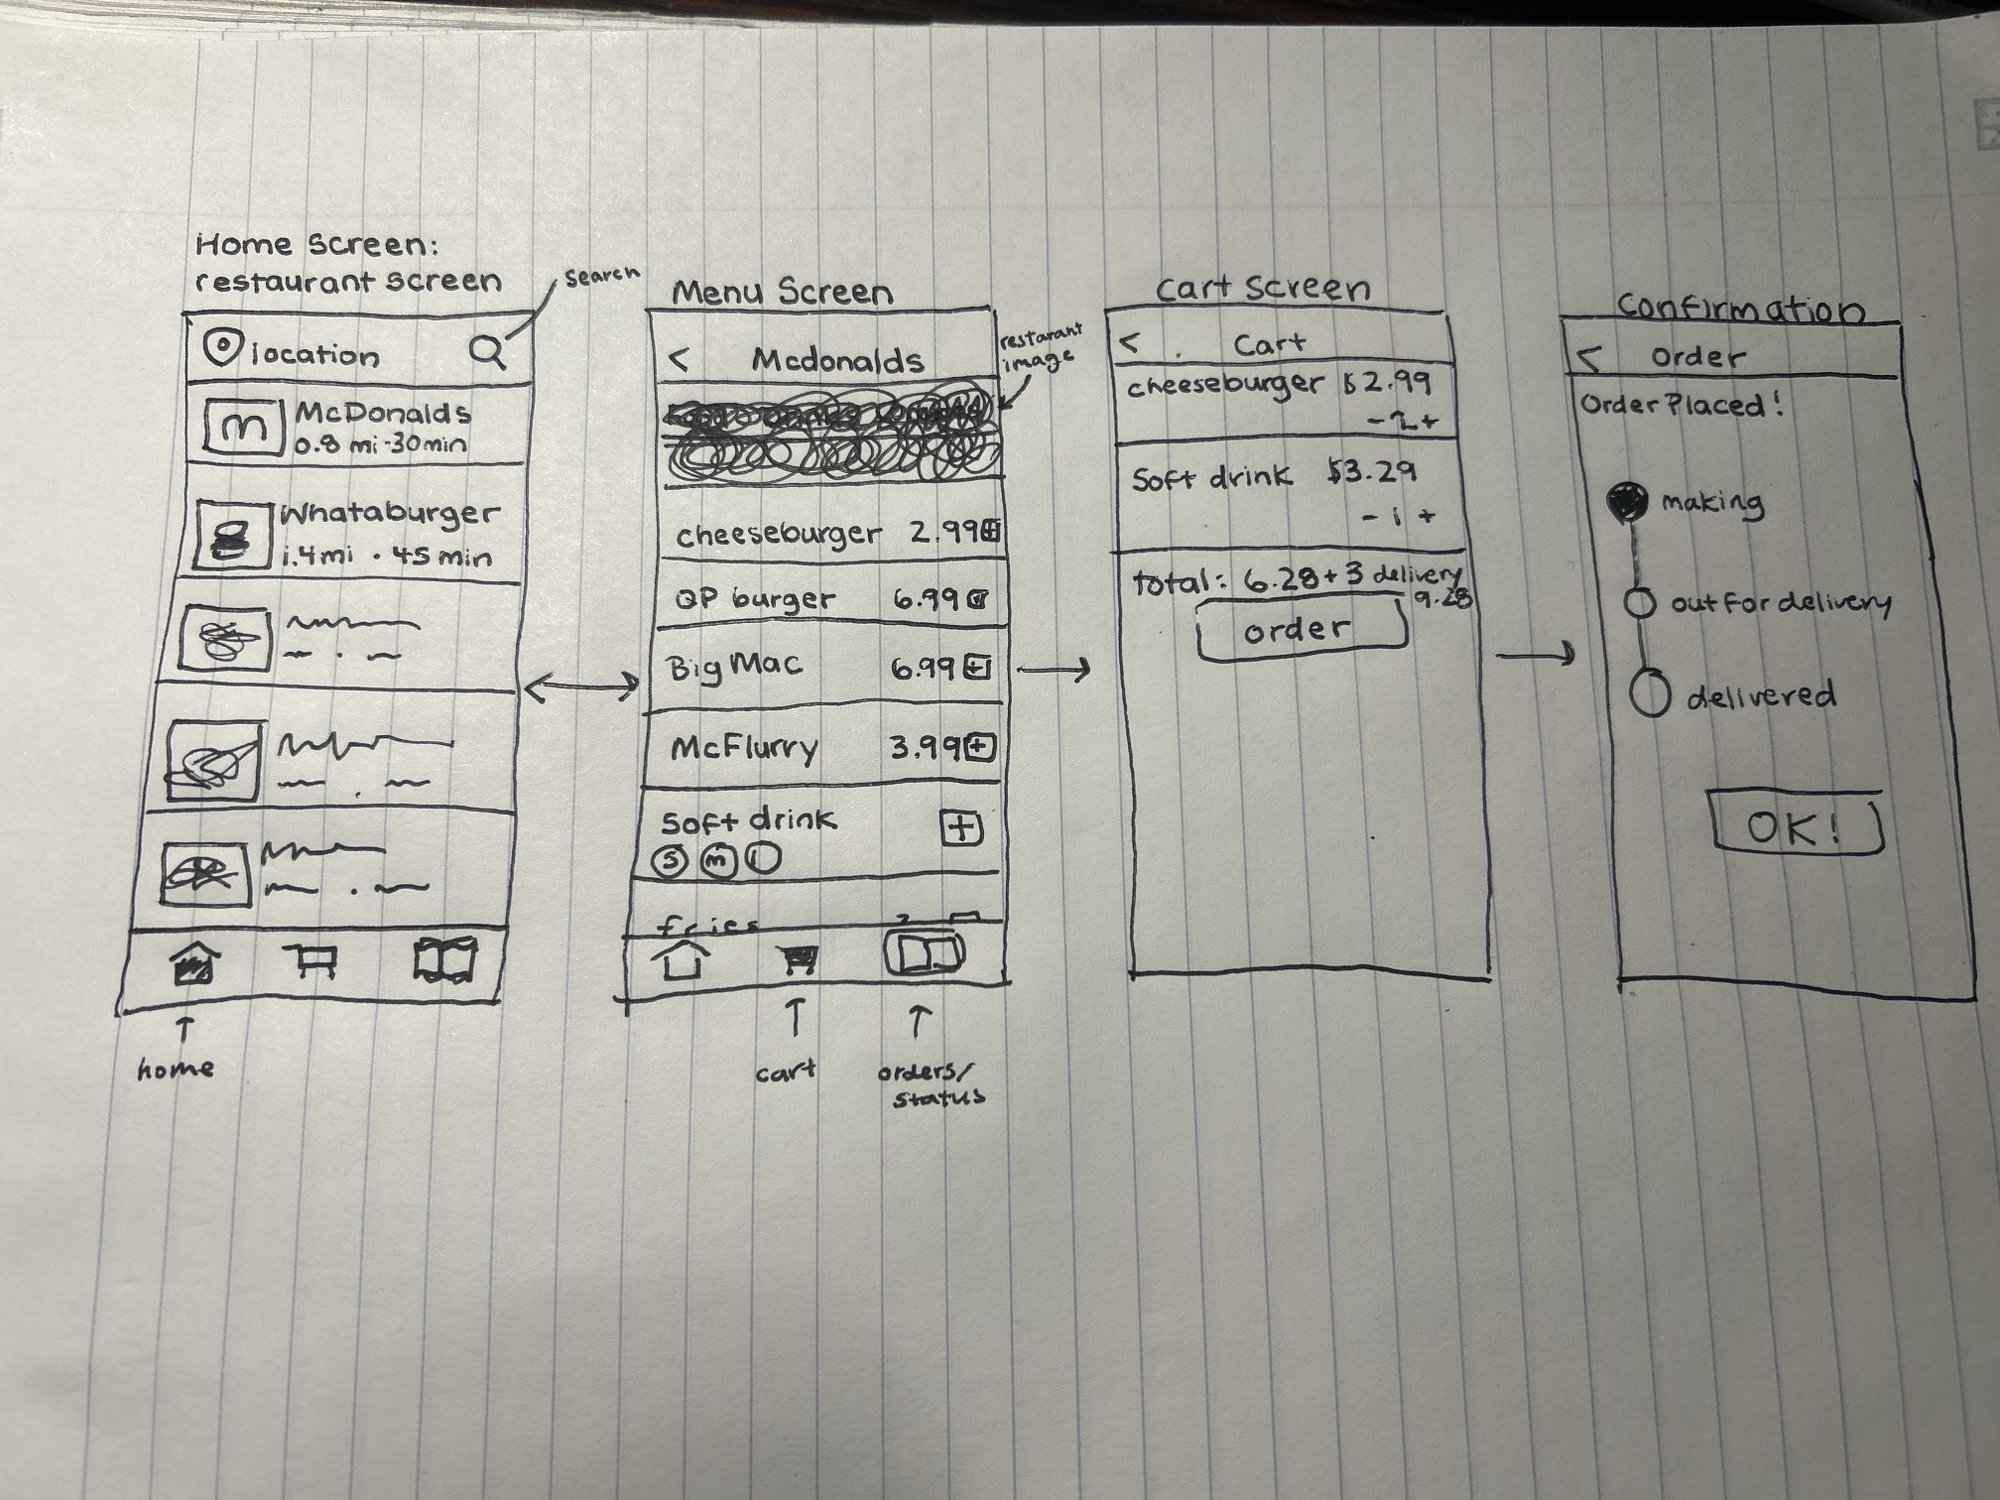 Home Screen:
restaurant screen
search
location
m
McDonalds
0.8 mi · 30min
Whataburger
1.4mi · 45 min
home
Menu Screen
restarant
image
< Mcdonalds
cheeseburger 2.99 +
QP burger 6.99
Big Mac 6.99 +
McFlurry 3.99 +
Soft drink +
S m l
fries
cart
orders/
status
Cart Screen
< Cart
cheeseburger $2.99
- +
Soft drink $3.29
- 1 +
total: 6.28 + 3 delivery
9.28
order
Confirmation
< Order
Order Placed!
making
out for delivery
delivered
OK!